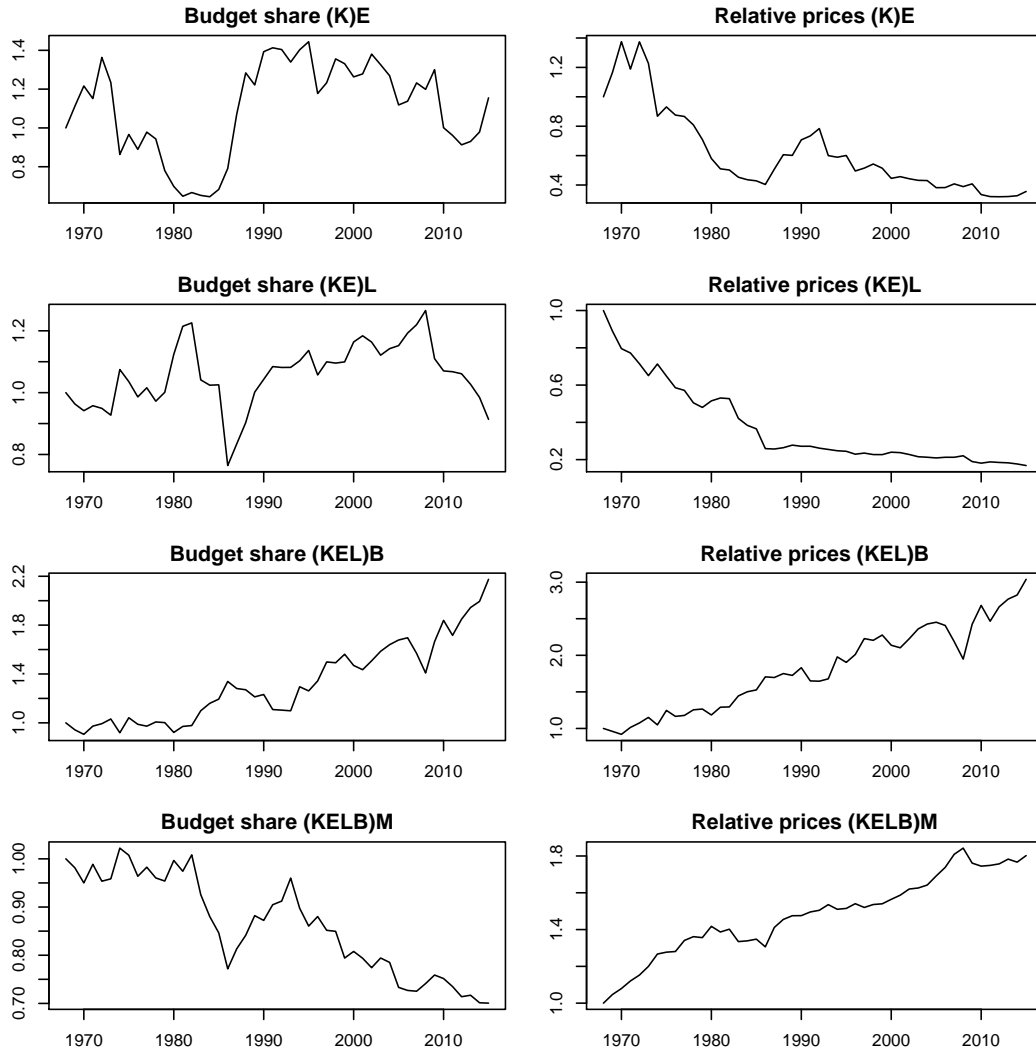 Budget share (K)E
Relative prices (K)E
1.4
1.2
1.0
0.8
1.2
0.8
0.4
1970 1980 1990 2000 2010
1970 1980 1990 2000 2010
Budget share (KE)L
Relative prices (KE)L
1.2
1.0
0.8
1.0
0.6
0.2
1970 1980 1990 2000 2010
1970 1980 1990 2000 2010
Budget share (KEL)B
Relative prices (KEL)B
2.2
1.8
1.4
1.0
3.0
2.0
1.0
1970 1980 1990 2000 2010
1970 1980 1990 2000 2010
Budget share (KELB)M
Relative prices (KELB)M
1.00
0.90
0.80
0.70
1.8
1.4
1.0
1970 1980 1990 2000 2010
1970 1980 1990 2000 2010